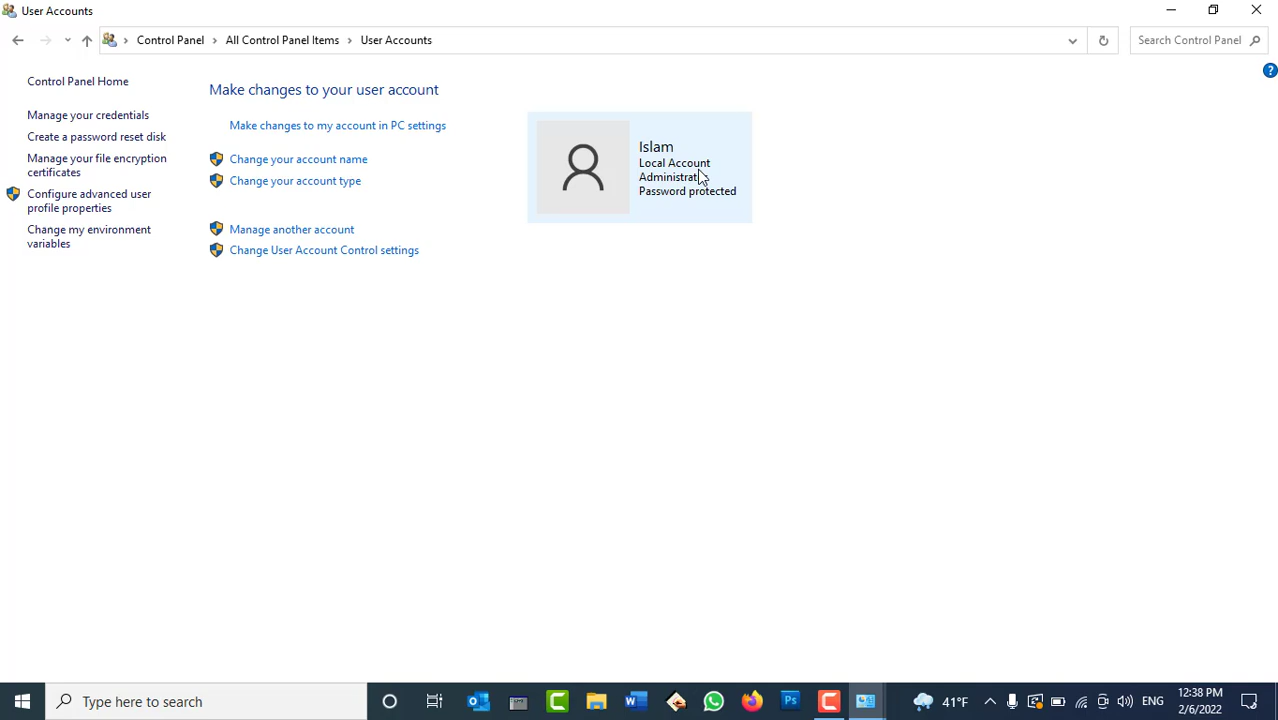 User Accounts
Control Panel > All Control Panel Items > User Accounts
Search Control Panel
Control Panel Home
Manage your credentials
Create a password reset disk
Manage your file encryption
certificates
Configure advanced user
profile properties
Change my environment
variables
Make changes to your user account
Make changes to my account in PC settings
Change your account name
Change your account type
Manage another account
Change User Account Control settings
Islam
Local Account
Administrator
Password protected
Type here to search
Ps
41°F
ENG
12:38 PM
2/6/2022